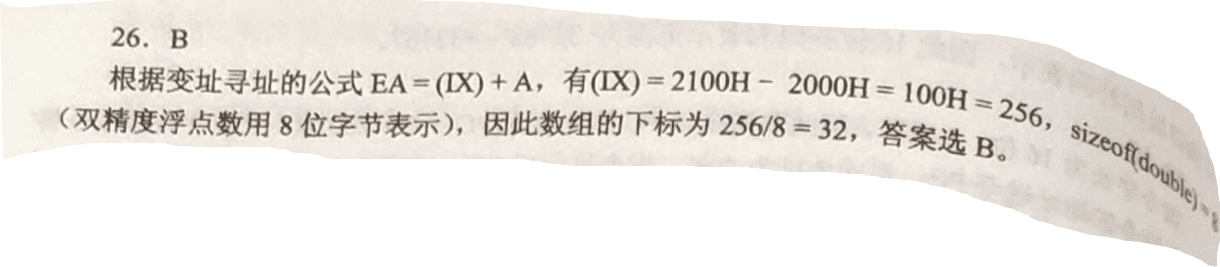 26. B
根据变址寻址的公式 EA = (IX) + A，有(IX) = 2100H - 2000H = 100H = 256，sizeof(double) = 8
（双精度浮点数用 8 位字节表示），因此数组的下标为 256/8 = 32，答案选 B。